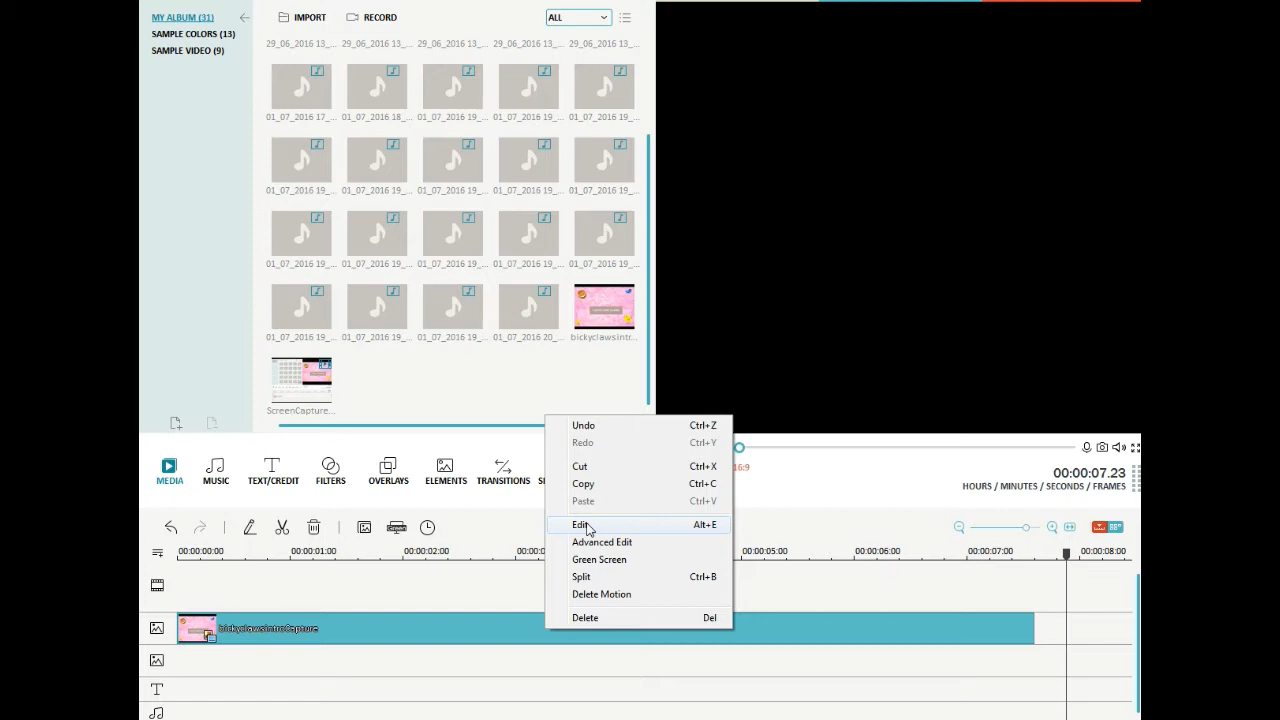 MY ALBUM (31)
SAMPLE COLORS (13)
SAMPLE VIDEO (9)
IMPORT
RECORD
ALL
29_06_2016 13_... 29_06_2016 13_... 29_06_2016 13_... 29_06_2016 13_... 29_06_2016 13_...
01_07_2016 17_... 01_07_2016 18_... 01_07_2016 19_... 01_07_2016 19_... 01_07_2016 19_...
01_07_2016 19_... 01_07_2016 19_... 01_07_2016 19_... 01_07_2016 19_... 01_07_2016 19_...
01_07_2016 19_... 01_07_2016 19_... 01_07_2016 19_... 01_07_2016 19_... 01_07_2016 19_...
01_07_2016 19_... 01_07_2016 19_... 01_07_2016 19_... 01_07_2016 20_... bickyclawsintr...
ScreenCapture...
MEDIA
MUSIC
TEXT/CREDIT
FILTERS
OVERLAYS
ELEMENTS
TRANSITIONS
16:9
00:00:07.23
HOURS / MINUTES / SECONDS / FRAMES
Undo Ctrl+Z
Redo Ctrl+Y
Cut Ctrl+X
Copy Ctrl+C
Paste Ctrl+V
Edit Alt+E
Advanced Edit
Green Screen
Split Ctrl+B
Delete Motion
Delete Del
00:00:00:00 00:00:01:00 00:00:02:00 00:00:05:00 00:00:06:00 00:00:07:00 00:00:08:00
bickyclawsintroCapture
T